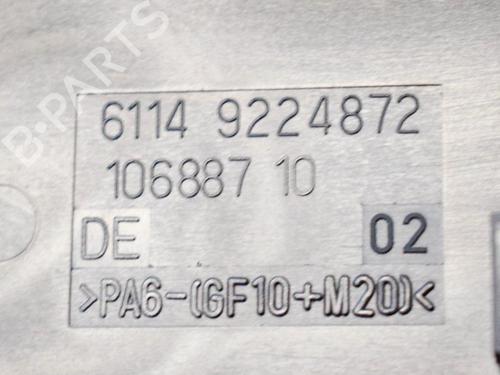 B-PARTS
6114 9224872
106887 10
DE 02
>PA6-(GF10+M20)<